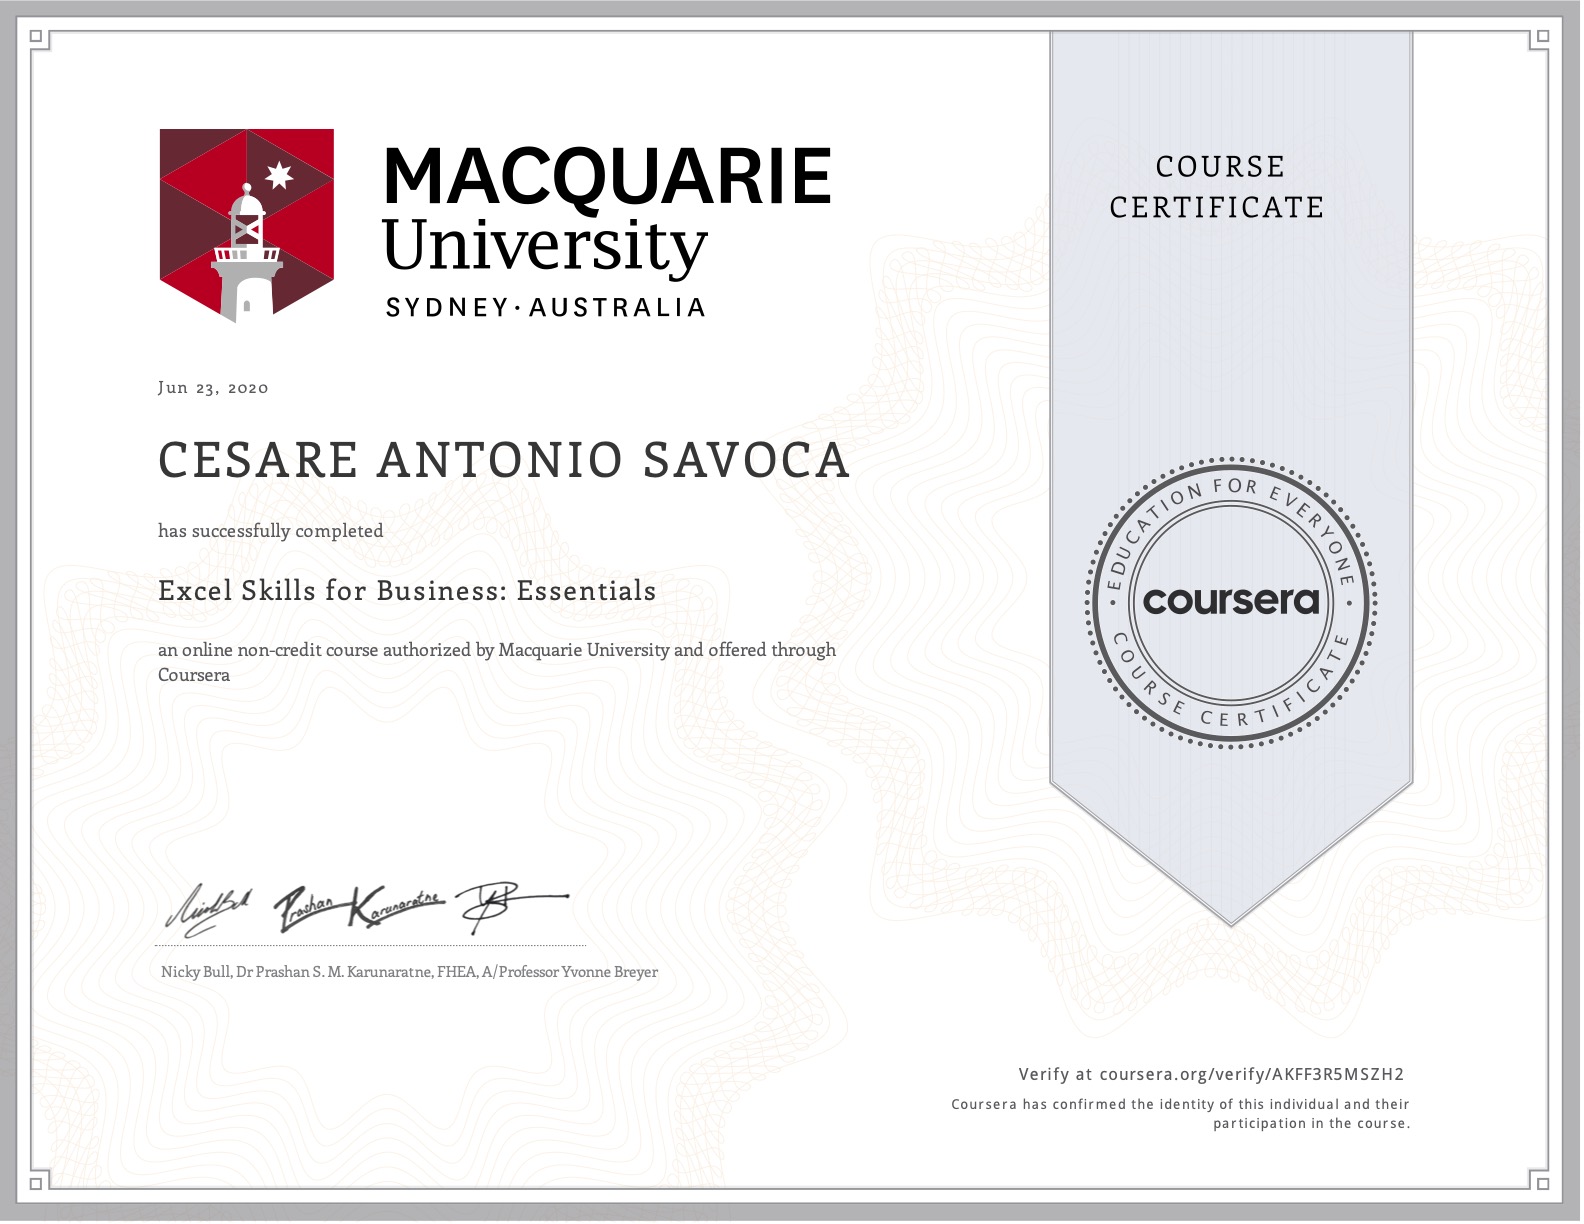 MACQUARIE
University
SYDNEY·AUSTRALIA
COURSE
CERTIFICATE
Jun 23, 2020
CESARE ANTONIO SAVOCA
has successfully completed
Excel Skills for Business: Essentials
an online non-credit course authorized by Macquarie University and offered through
Coursera
EDUCATION FOR EVERYONE
coursera
COURSE CERTIFICATE
Prashan Karunaratne
Nicky Bull, Dr Prashan S. M. Karunaratne, FHEA, A/Professor Yvonne Breyer
Verify at coursera.org/verify/AKFF3R5MSZH2
Coursera has confirmed the identity of this individual and their
participation in the course.